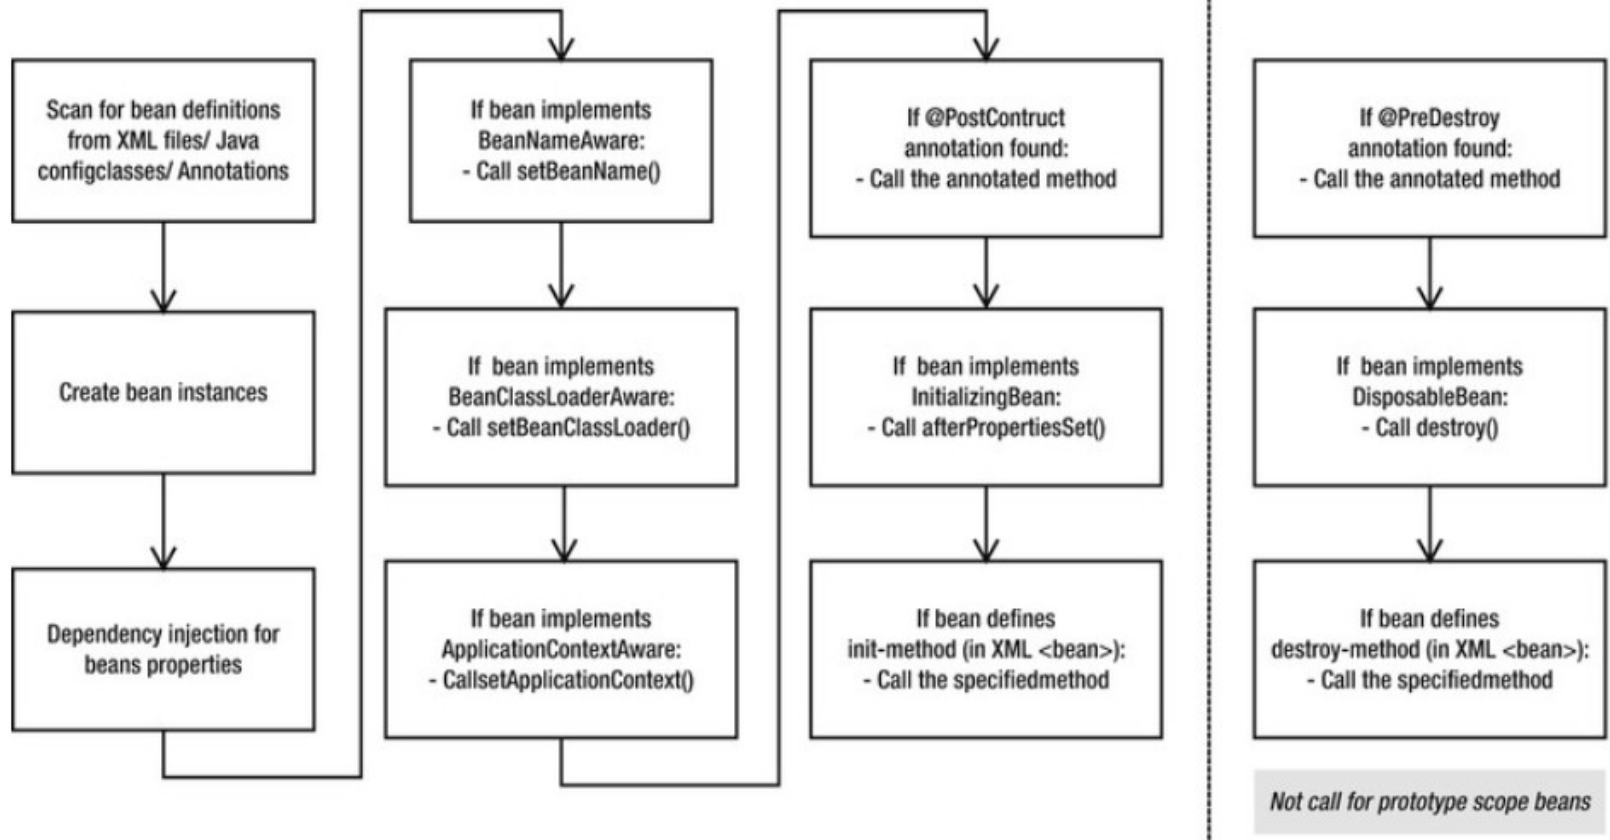 Scan for bean definitions
from XML files/ Java
configclasses/ Annotations
Create bean instances
Dependency injection for
beans properties
If bean implements
BeanNameAware:
- Call setBeanName()
If bean implements
BeanClassLoaderAware:
- Call setBeanClassLoader()
If bean implements
ApplicationContextAware:
- CallsetApplicationContext()
If @PostContruct
annotation found:
- Call the annotated method
If bean implements
InitializingBean:
- Call afterPropertiesSet()
If bean defines
init-method (in XML <bean>):
- Call the specifiedmethod
If @PreDestroy
annotation found:
- Call the annotated method
If bean implements
DisposableBean:
- Call destroy()
If bean defines
destroy-method (in XML <bean>):
- Call the specifiedmethod
Not call for prototype scope beans